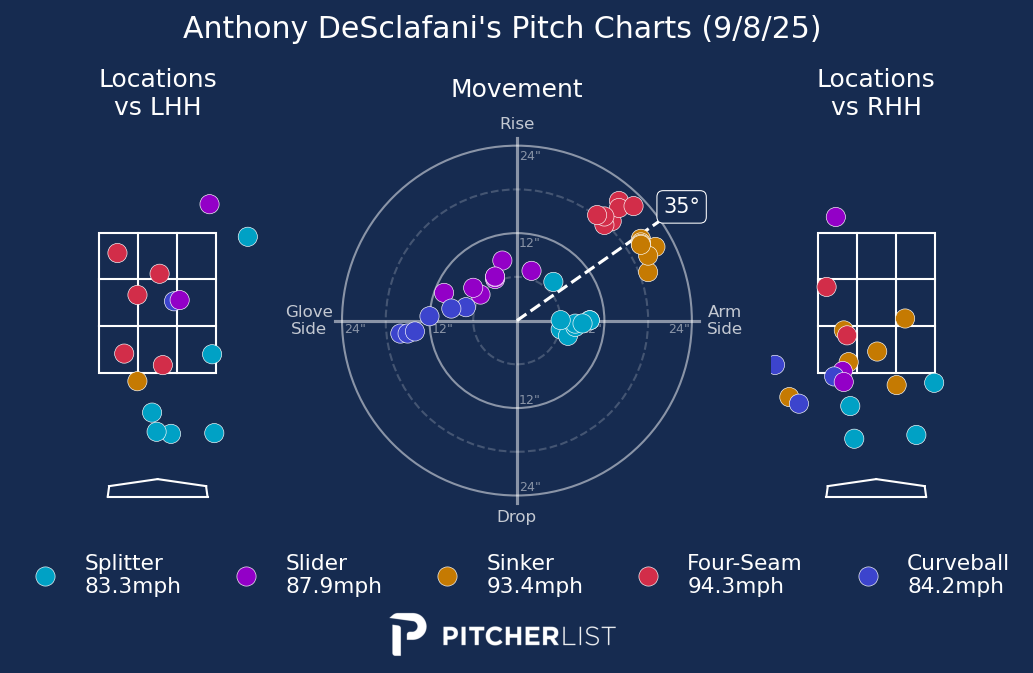 Anthony DeSclafani's Pitch Charts (9/8/25)
Locations
vs LHH
Movement
Locations
vs RHH
Rise
24"
35°
12"
Glove
Side
24"
12"
24"
Arm
Side
12"
24"
Drop
Splitter
83.3mph
Slider
87.9mph
Sinker
93.4mph
Four-Seam
94.3mph
Curveball
84.2mph
PITCHERLIST